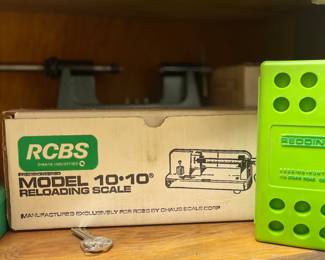 RCBS
MODEL 10•10®
RELOADING SCALE
MANUFACTURED EXCLUSIVELY FOR RCBS BY OHAUS SCALE CORP.
REDDING